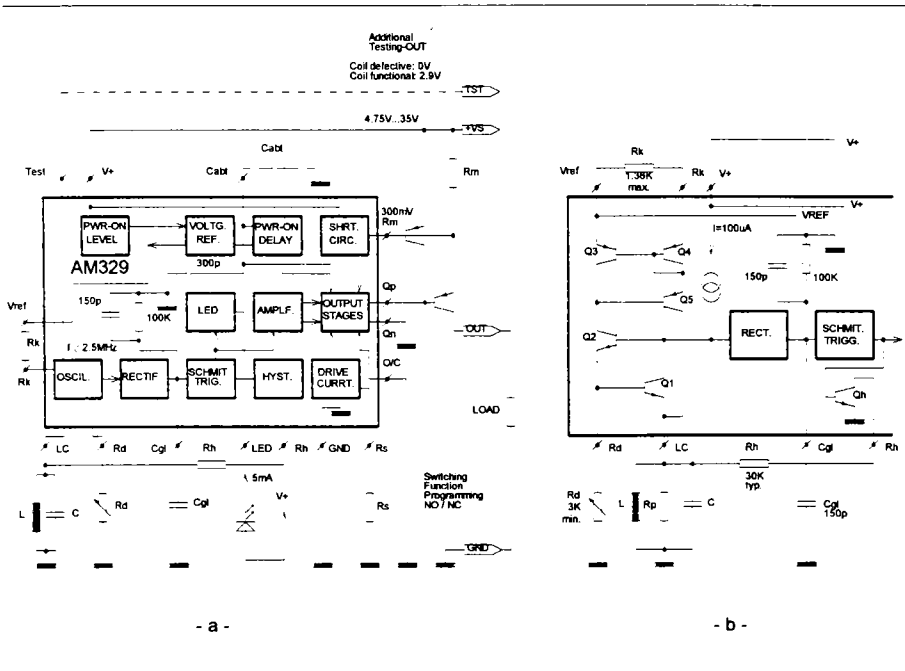 Additional
Testing-OUT
Coil defective: 0V
Coil functional: 2.9V
TST
4.75V...35V
+VS
Cabt
Test V+ Cabt Rm
PWR-ON
LEVEL
VOLTG.
REF.
PWR-ON
DELAY
SHRT.
CIRC.
300mV
Rm
AM329
300p
150p
100K
LED
AMPLF.
OUTPUT
STAGES
Qp
Qn
OUT
Vref
Rk
2.5MHz
Rk
OSCIL.
RECTIF
SCHMIT
TRIG.
HYST.
DRIVE
CURRT.
O/C
LOAD
LC Rd Cgl Rh LED Rh GND Rs
5mA
V+
Switching
Function
Programming
NO / NC
L C Rd Cgl Rs
GND
- a -
V+
Rk
Vref 1.38K Rk V+
max.
V+
VREF
I=100uA
Q3 Q4
150p 100K
Q5
Q2
RECT.
SCHMIT.
TRIGG.
Q1
Qh
Rd LC Rh Cgl Rh
30K
typ.
Rd
3K
min.
L Rp C
Cgl
150p
- b -